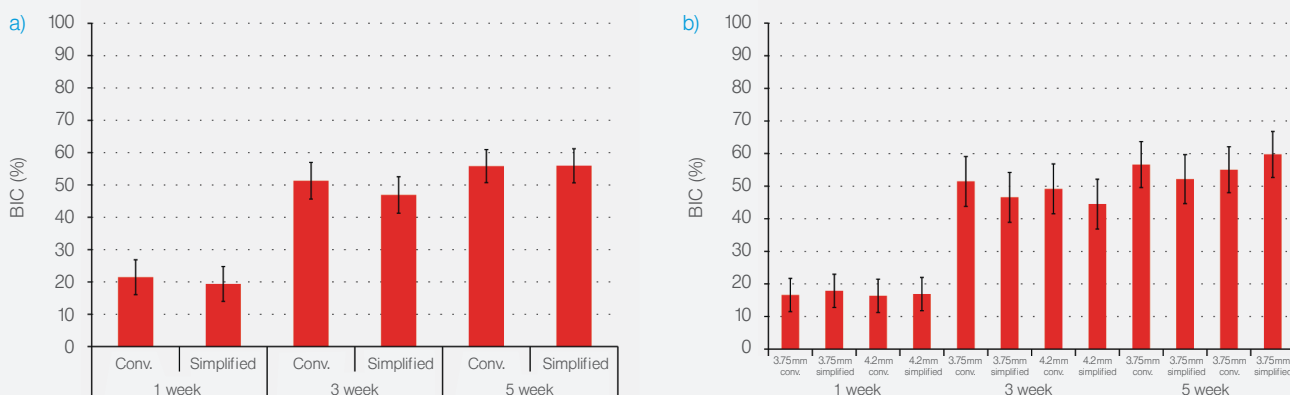 a)
100
90
80
70
60
50
40
30
20
10
0
BIC (%)
Conv. Simplified Conv. Simplified Conv. Simplified
1 week 3 week 5 week
b)
100
90
80
70
60
50
40
30
20
10
0
BIC (%)
3.75mm 3.75mm 4.2mm 4.2mm 3.75mm 3.75mm 4.2mm 4.2mm 3.75mm 3.75mm 3.75mm 3.75mm
conv. simplified conv. simplified conv. simplified conv. simplified conv. simplified conv. simplified
1 week 3 week 5 week